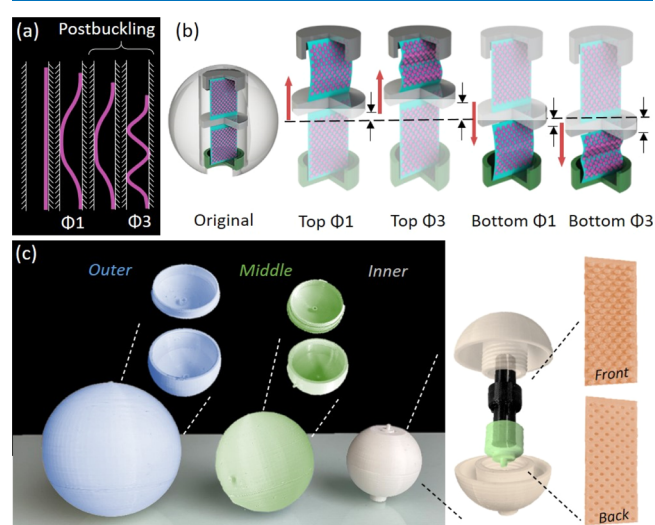 (a)
Postbuckling
Φ1
Φ3
(b)
Original
Top Φ1
Top Φ3
Bottom Φ1
Bottom Φ3
(c)
Outer
Middle
Inner
Front
Back